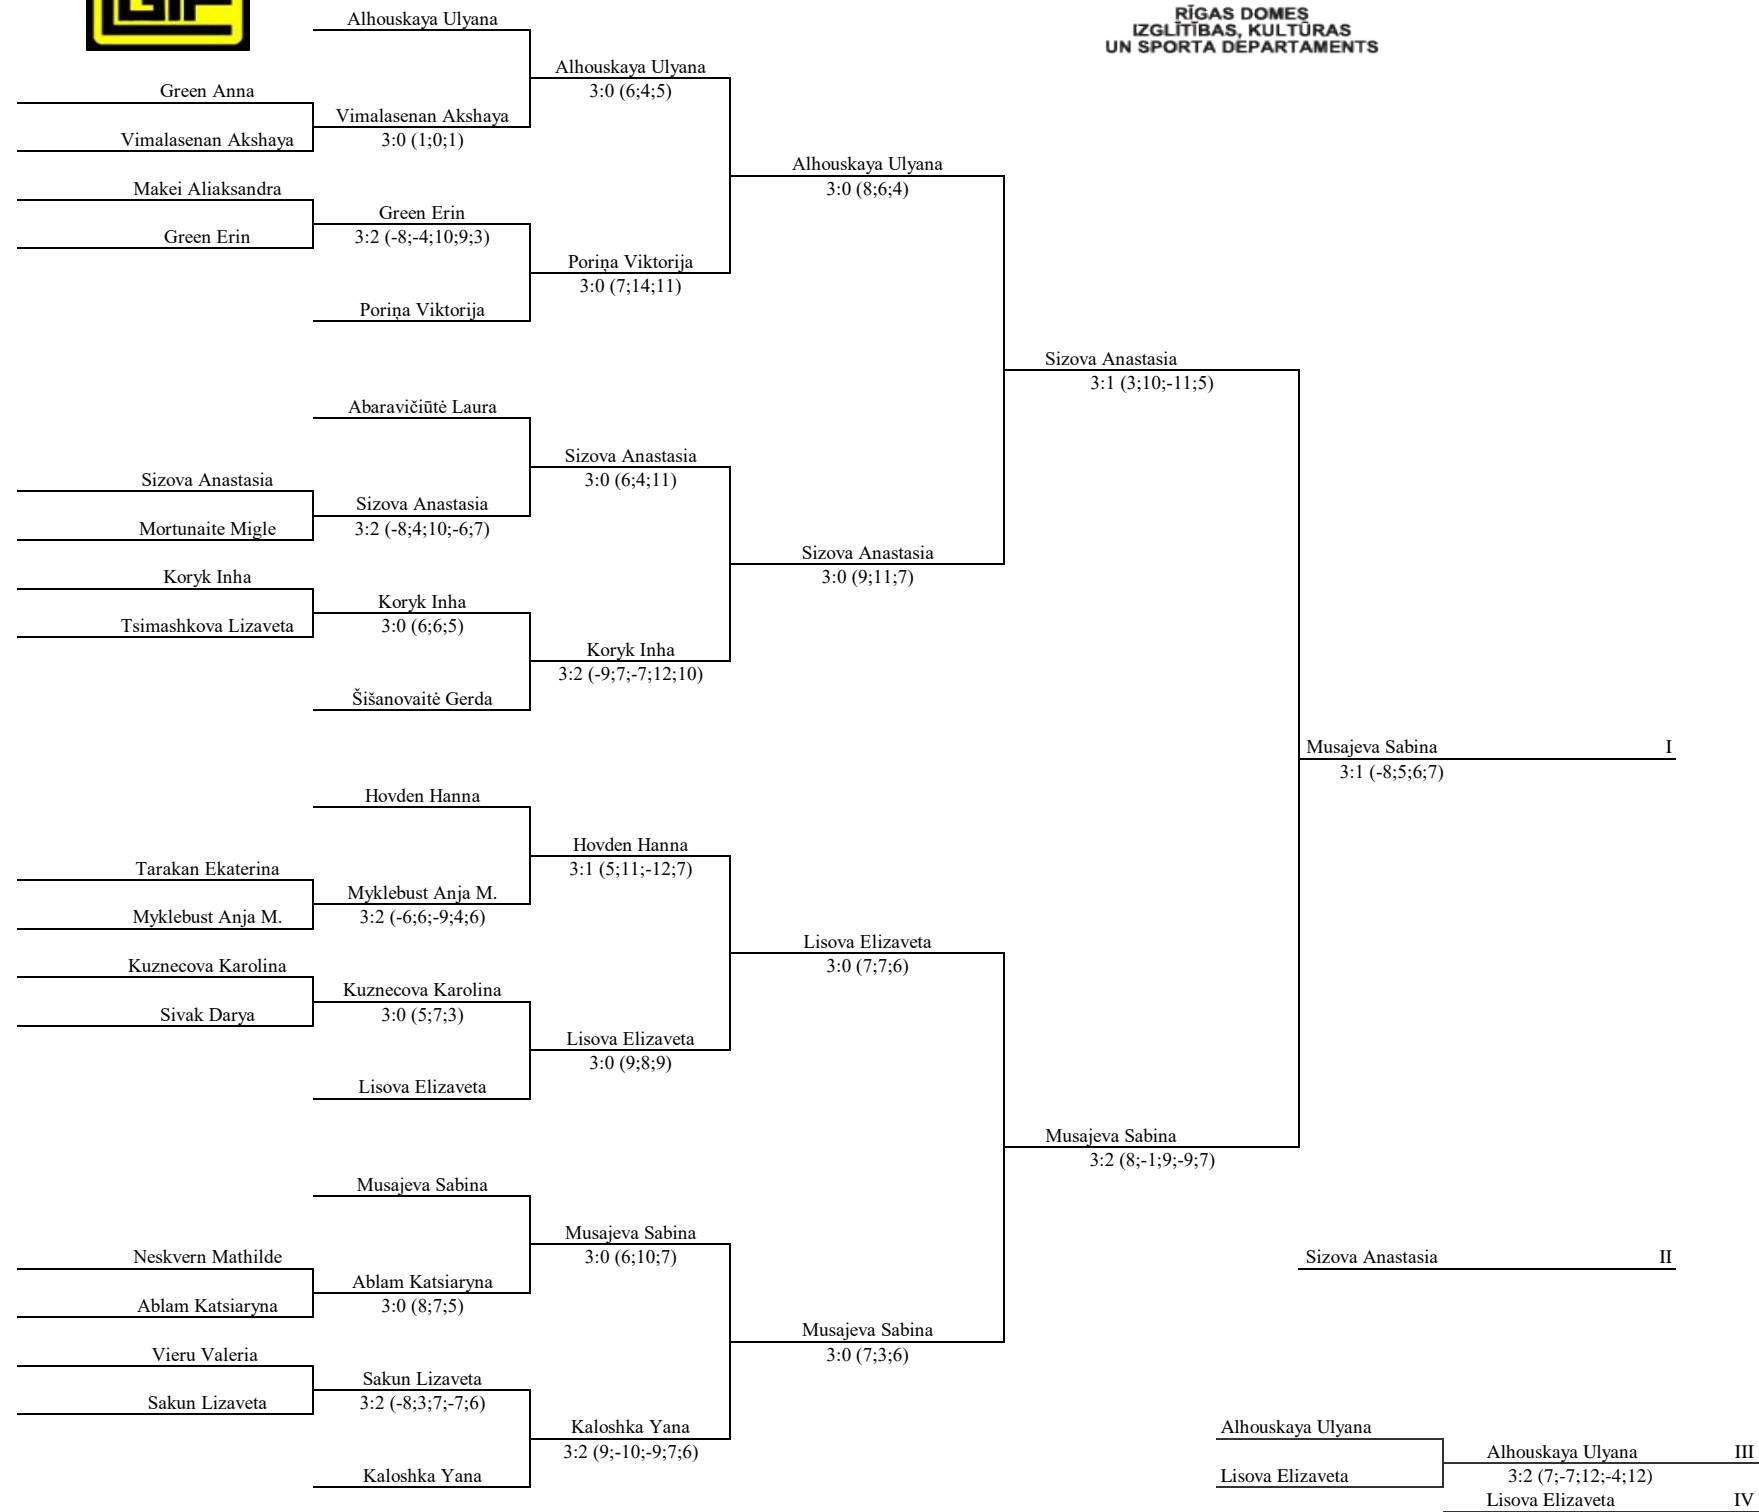 LGTF
RĪGAS DOMES
IZGLĪTĪBAS, KULTŪRAS
UN SPORTA DEPARTAMENTS
Alhouskaya Ulyana
Alhouskaya Ulyana
3:0 (6;4;5)
Green Anna
Vimalasenan Akshaya
Vimalasenan Akshaya
3:0 (1;0;1)
Alhouskaya Ulyana
3:0 (8;6;4)
Makei Aliaksandra
Green Erin
Green Erin
3:2 (-8;-4;10;9;3)
Poriņa Viktorija
3:0 (7;14;11)
Poriņa Viktorija
Sizova Anastasia
3:1 (3;10;-11;5)
Abaravičiūtė Laura
Sizova Anastasia
3:0 (6;4;11)
Sizova Anastasia
Mortunaite Migle
Sizova Anastasia
3:2 (-8;4;10;-6;7)
Sizova Anastasia
3:0 (9;11;7)
Koryk Inha
Tsimashkova Lizaveta
Koryk Inha
3:0 (6;6;5)
Koryk Inha
3:2 (-9;7;-7;12;10)
Šišanovaitė Gerda
Musajeva Sabina I
3:1 (-8;5;6;7)
Hovden Hanna
Hovden Hanna
3:1 (5;11;-12;7)
Tarakan Ekaterina
Myklebust Anja M.
Myklebust Anja M.
3:2 (-6;6;-9;4;6)
Lisova Elizaveta
3:0 (7;7;6)
Kuznecova Karolina
Sivak Darya
Kuznecova Karolina
3:0 (5;7;3)
Lisova Elizaveta
3:0 (9;8;9)
Lisova Elizaveta
Musajeva Sabina
3:2 (8;-1;9;-9;7)
Musajeva Sabina
Musajeva Sabina
3:0 (6;10;7)
Neskvern Mathilde
Ablam Katsiaryna
Ablam Katsiaryna
3:0 (8;7;5)
Sizova Anastasia II
Musajeva Sabina
3:0 (7;3;6)
Vieru Valeria
Sakun Lizaveta
Sakun Lizaveta
3:2 (-8;3;7;-7;6)
Kaloshka Yana
3:2 (9;-10;-9;7;6)
Kaloshka Yana
Alhouskaya Ulyana
Lisova Elizaveta
Alhouskaya Ulyana III
3:2 (7;-7;12;-4;12)
Lisova Elizaveta IV